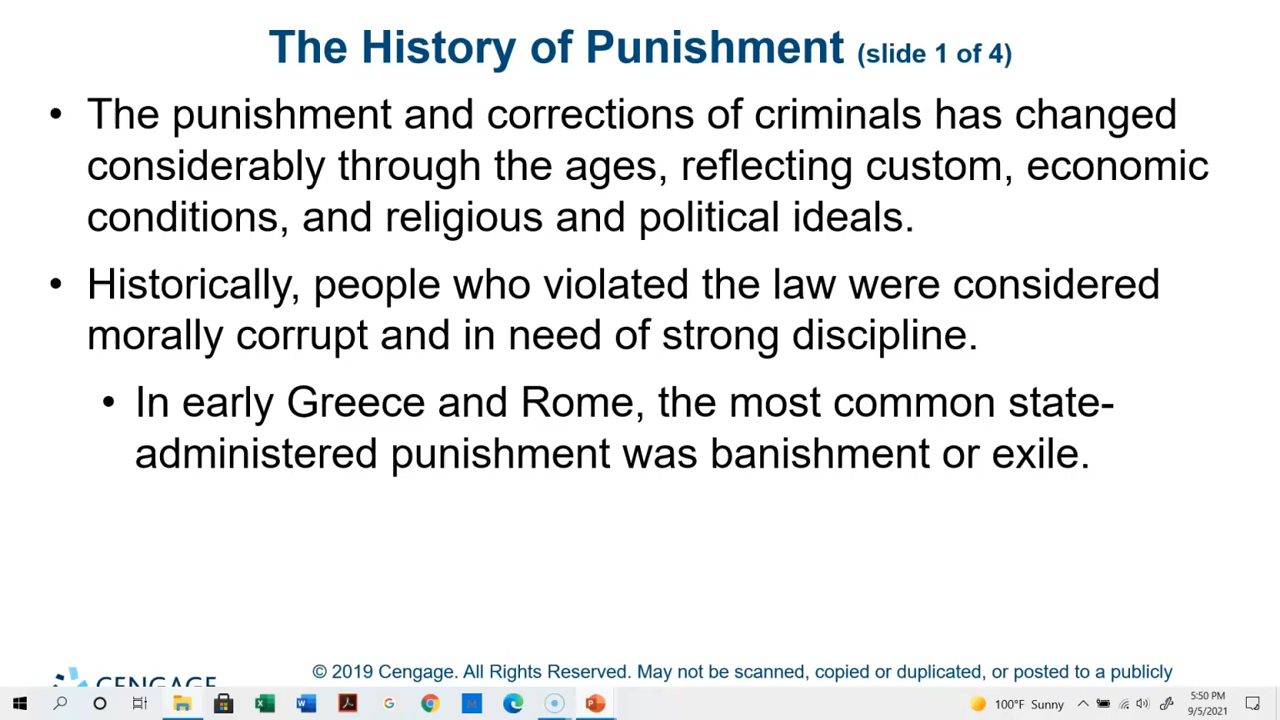 The History of Punishment (slide 1 of 4)
• The punishment and corrections of criminals has changed
considerably through the ages, reflecting custom, economic
conditions, and religious and political ideals.
• Historically, people who violated the law were considered
morally corrupt and in need of strong discipline.
• In early Greece and Rome, the most common state-
administered punishment was banishment or exile.
CENGAGE
© 2019 Cengage. All Rights Reserved. May not be scanned, copied or duplicated, or posted to a publicly
100°F Sunny
5:50 PM
9/5/2021